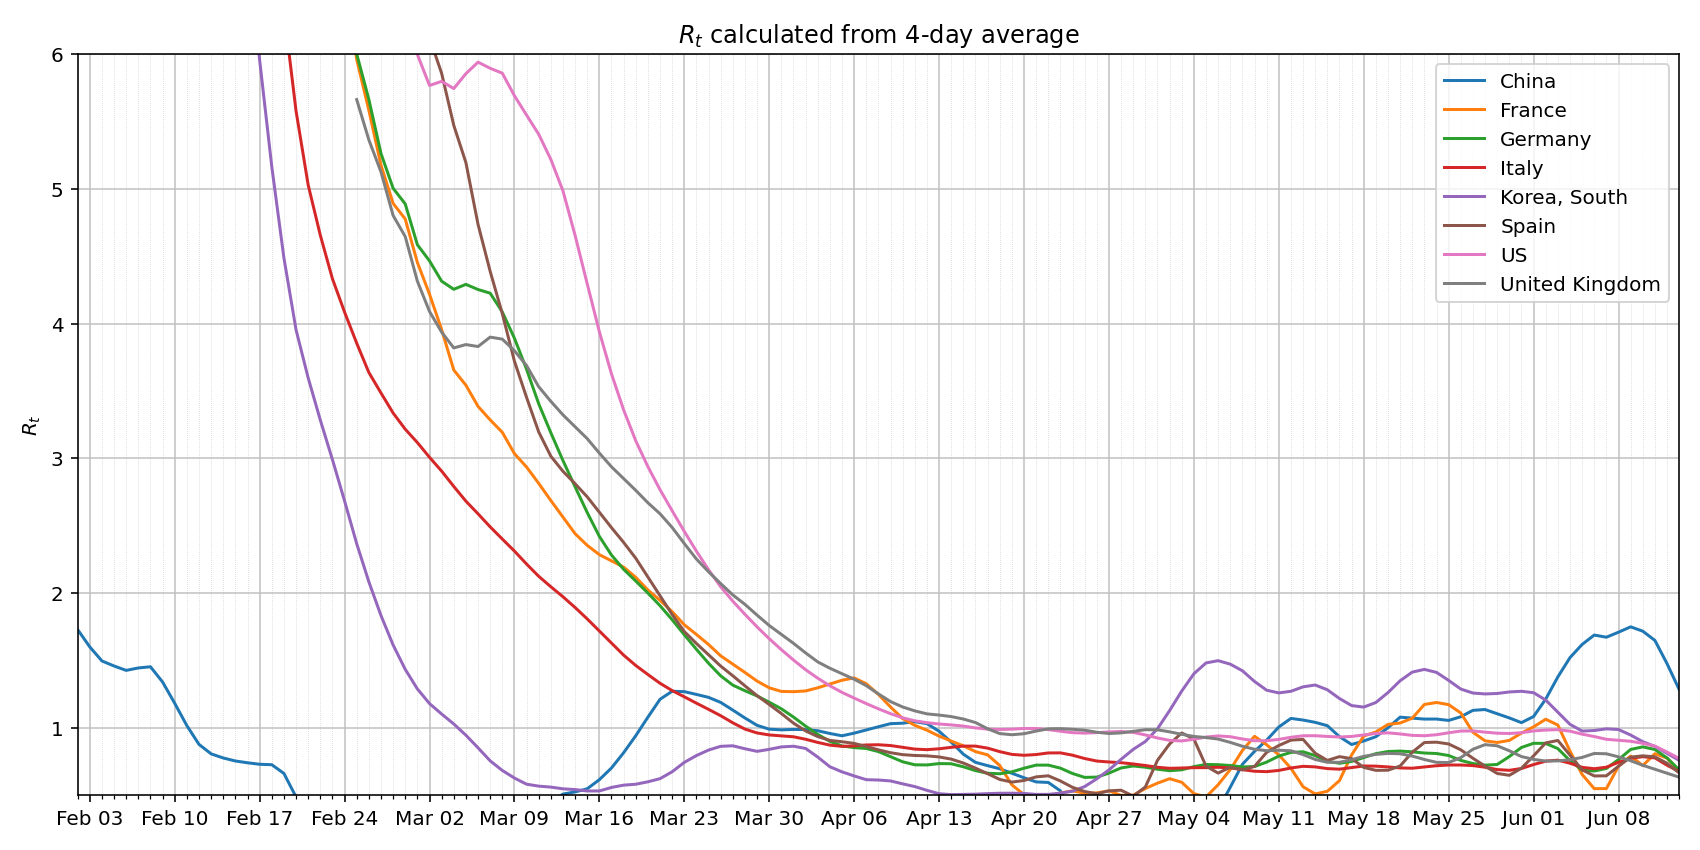 R_t calculated from 4-day average
6
5
4
3
2
1
R_t
China
France
Germany
Italy
Korea, South
Spain
US
United Kingdom
Feb 03 Feb 10 Feb 17 Feb 24 Mar 02 Mar 09 Mar 16 Mar 23 Mar 30 Apr 06 Apr 13 Apr 20 Apr 27 May 04 May 11 May 18 May 25 Jun 01 Jun 08